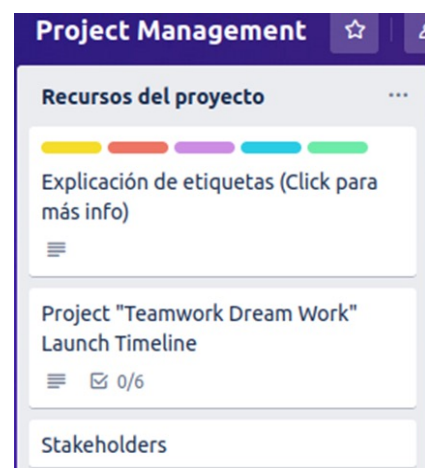 Project Management
Recursos del proyecto
Explicación de etiquetas (Click para
más info)
Project "Teamwork Dream Work"
Launch Timeline
0/6
Stakeholders